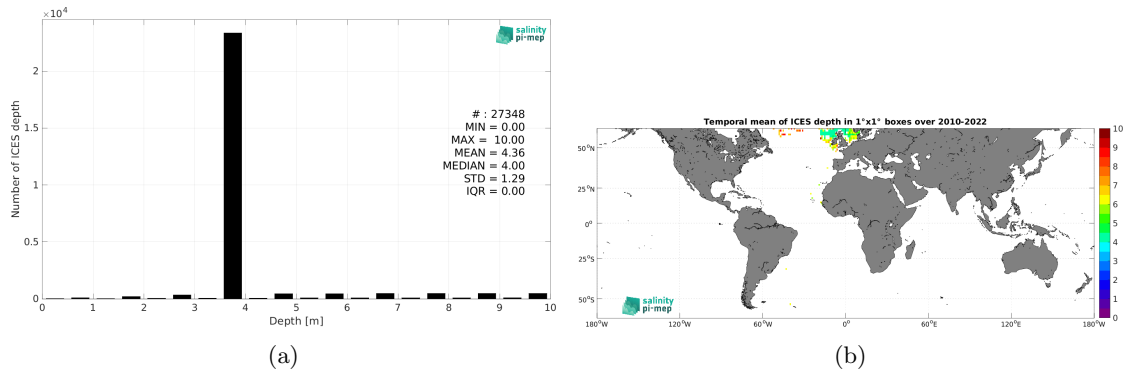 ×10⁴
salinity
pi-mep
2
1.5
1
0.5
0
Number of ICES depth
# : 27348
MIN = 0.00
MAX = 10.00
MEAN = 4.36
MEDIAN = 4.00
STD = 1.29
IQR = 0.00
0 1 2 3 4 5 6 7 8 9 10
Depth [m]
(a)
Temporal mean of ICES depth in 1°x1° boxes over 2010-2022
50°N
25°N
0°
25°S
50°S
salinity
pi-mep
180°W 120°W 60°W 0° 60°E 120°E 180°W
10
9
8
7
6
5
4
3
2
1
0
(b)